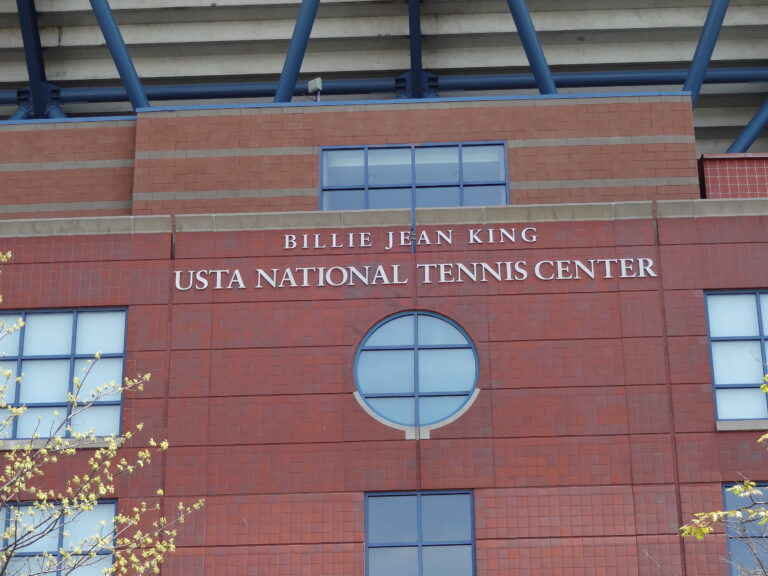 BILLIE JEAN KING
USTA NATIONAL TENNIS CENTER